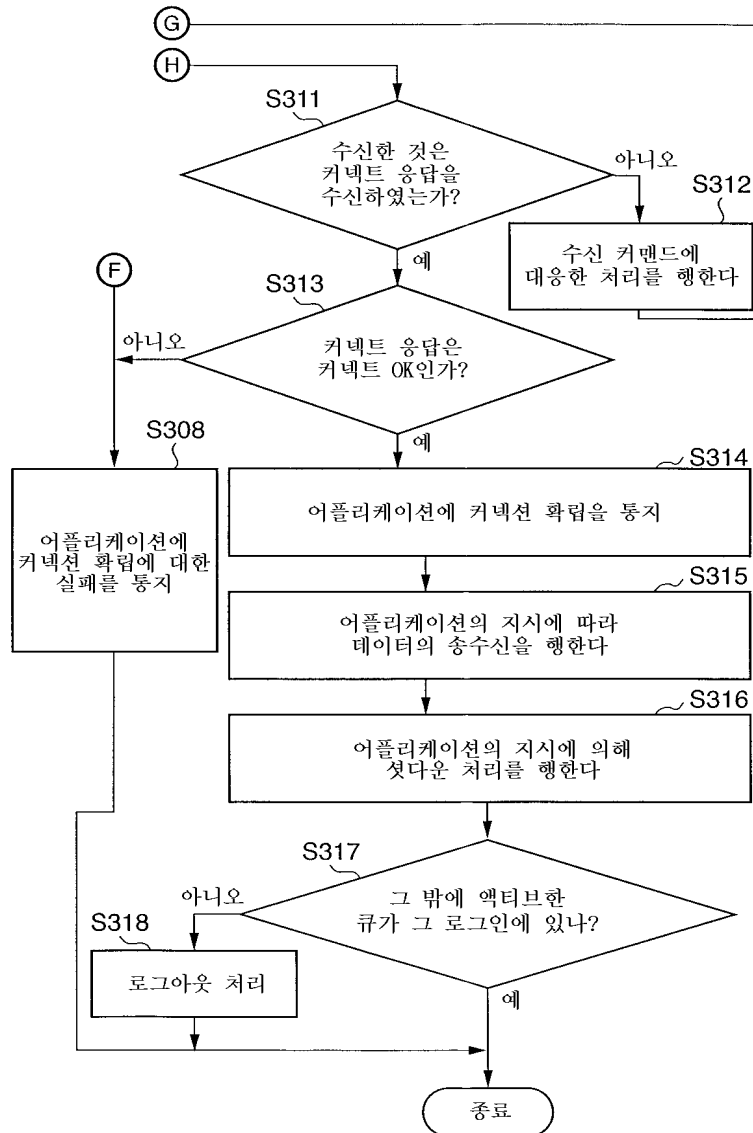 G
H
S311
수신한 것은
커넥트 응답을
수신하였는가?
아니오
S312
수신 커맨드에
대응한 처리를 행한다
예
F
S313
아니오
커넥트 응답은
커넥트 OK인가?
예
S308
어플리케이션에
커넥션 확립에 대한
실패를 통지
S314
어플리케이션에 커넥션 확립을 통지
S315
어플리케이션의 지시에 따라
데이터의 송수신을 행한다
S316
어플리케이션의 지시에 의해
셧다운 처리를 행한다
S317
아니오
그 밖에 액티브한
큐가 그 로그인에 있나?
S318
로그아웃 처리
예
종료